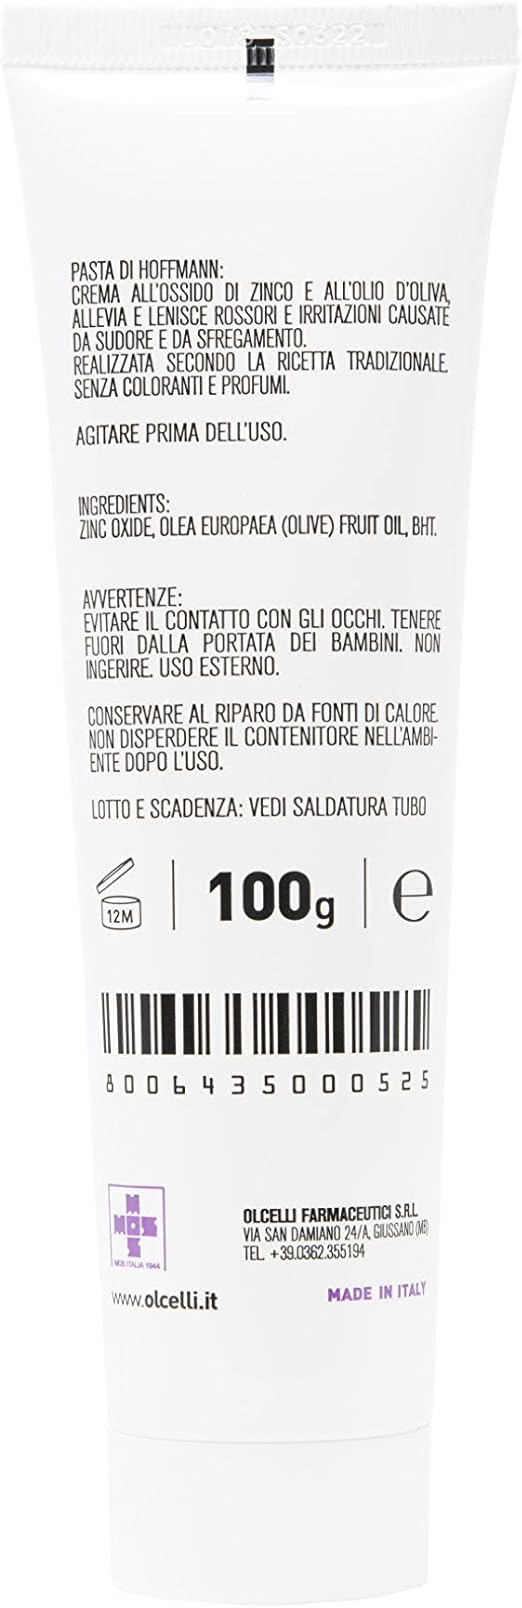 PASTA DI HOFFMANN:
CREMA ALL'OSSIDO DI ZINCO E ALL'OLIO D'OLIVA,
ALLEVIA E LENISCE ROSSORI E IRRITAZIONI CAUSATE
DA SUDORE E DA SFREGAMENTO.
REALIZZATA SECONDO LA RICETTA TRADIZIONALE.
SENZA COLORANTI E PROFUMI.
AGITARE PRIMA DELL'USO.
INGREDIENTS:
ZINC OXIDE, OLEA EUROPAEA (OLIVE) FRUIT OIL, BHT.
AVVERTENZE:
EVITARE IL CONTATTO CON GLI OCCHI. TENERE
FUORI DALLA PORTATA DEI BAMBINI. NON
INGERIRE. USO ESTERNO.
CONSERVARE AL RIPARO DA FONTI DI CALORE.
NON DISPERDERE IL CONTENITORE NELL'AMBI-
ENTE DOPO L'USO.
LOTTO E SCADENZA: VEDI SALDATURA TUBO
12M 100g e
8006435000525
MOS
MOS ITALIA 1944
OLCELLI FARMACEUTICI S.R.L
VIA SAN DAMIANO 24/A, GIUSSANO (MB)
TEL. +39.0362.355194
www.olcelli.it MADE IN ITALY